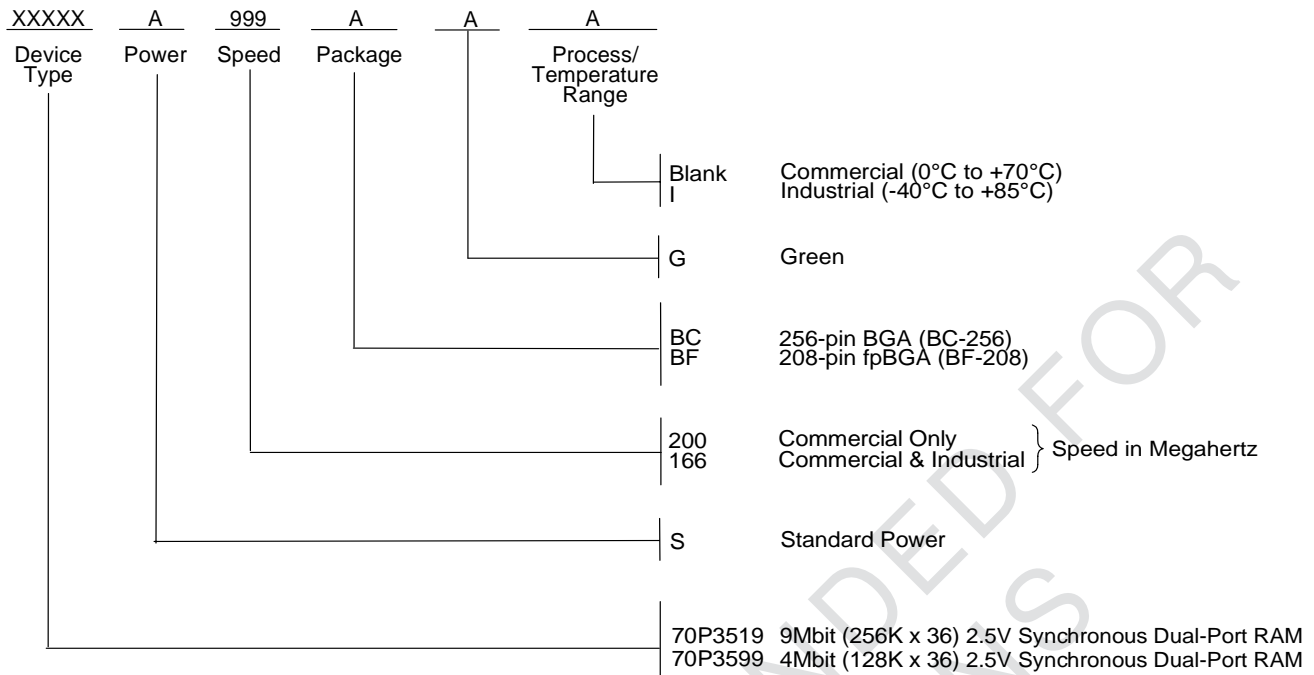 XXXXX A 999 A A A
Device Type Power Speed Package Process/ Temperature Range
Blank Commercial (0°C to +70°C)
I Industrial (-40°C to +85°C)
G Green
BC 256-pin BGA (BC-256)
BF 208-pin fpBGA (BF-208)
200 Commercial Only
166 Commercial & Industrial
Speed in Megahertz
S Standard Power
70P3519 9Mbit (256K x 36) 2.5V Synchronous Dual-Port RAM
70P3599 4Mbit (128K x 36) 2.5V Synchronous Dual-Port RAM
NDED FOR
NS